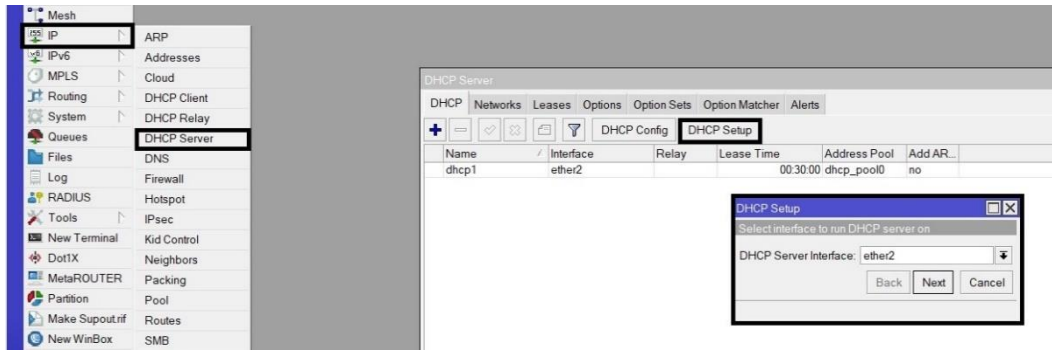 Mesh
IP
IPv6
MPLS
Routing
System
Queues
Files
Log
RADIUS
Tools
New Terminal
Dot1X
MetaROUTER
Partition
Make Supout.rif
New WinBox
ARP
Addresses
Cloud
DHCP Client
DHCP Relay
DHCP Server
DNS
Firewall
Hotspot
IPsec
Kid Control
Neighbors
Packing
Pool
Routes
SMB
DHCP Server
DHCP Networks Leases Options Option Sets Option Matcher Alerts
DHCP Config DHCP Setup
Name Interface Relay Lease Time Address Pool Add AR...
dhcp1 ether2 00:30:00 dhcp_pool0 no
DHCP Setup
Select interface to run DHCP server on
DHCP Server Interface: ether2
Back Next Cancel